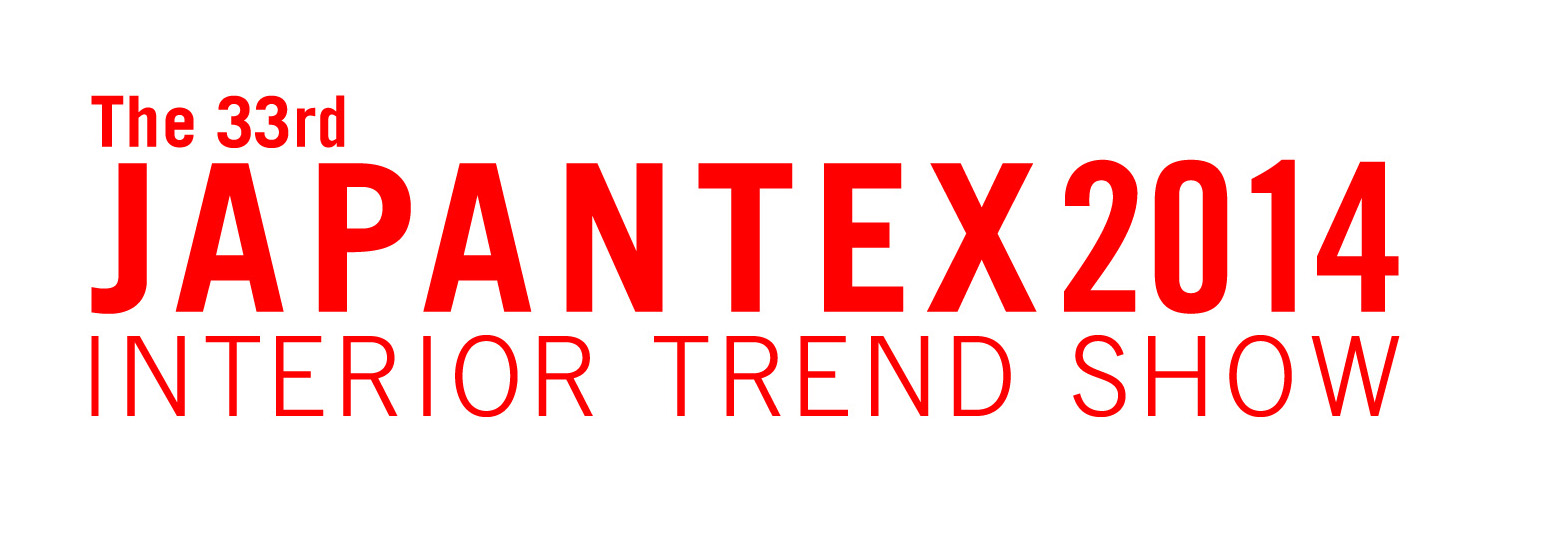 The 33rd
JAPANTEX2014
INTERIOR TREND SHOW